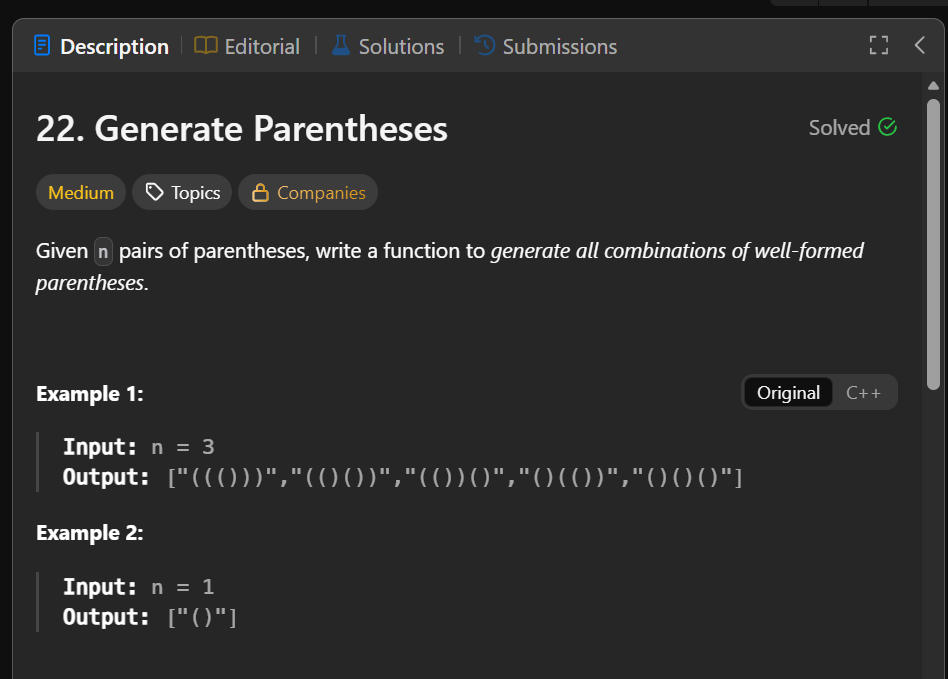 Description | Editorial | Solutions | Submissions
22. Generate Parentheses
Solved
Medium Topics Companies
Given n pairs of parentheses, write a function to generate all combinations of well-formed
parentheses.
Example 1:
Original C++
Input: n = 3
Output: ["((()))","(()())","(())()","()(())","()()()"]
Example 2:
Input: n = 1
Output: ["()"]